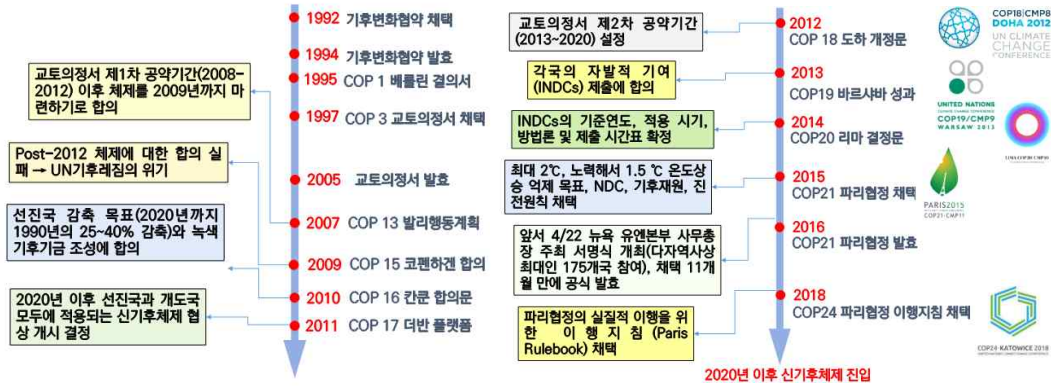 1992 기후변화협약 채택
1994 기후변화협약 발효
1995 COP 1 베를린 결의서
1997 COP 3 교토의정서 채택
2005 교토의정서 발효
2007 COP 13 발리행동계획
2009 COP 15 코펜하겐 합의
2010 COP 16 칸쿤 합의문
2011 COP 17 더반 플랫폼
교토의정서 제1차 공약기간(2008-
2012) 이후 체제를 2009년까지 마
련하기로 합의
Post-2012 체제에 대한 합의 실
패 → UN기후레짐의 위기
선진국 감축 목표(2020년까지
1990년의 25~40% 감축)와 녹색
기후기금 조성에 합의
2020년 이후 선진국과 개도국
모두에 적용되는 신기후체제 협
상 개시 결정
교토의정서 제2차 공약기간
(2013~2020) 설정
각국의 자발적 기여
(INDCs) 제출에 합의
INDCs의 기준연도, 적용 시기,
방법론 및 제출 시간표 확정
최대 2℃, 노력해서 1.5 ℃ 온도상
승 억제 목표, NDC, 기후재원, 진
전원칙 채택
앞서 4/22 뉴욕 유엔본부 사무총
장 주최 서명식 개최(다자역사상
최대인 175개국 참여), 채택 11개
월 만에 공식 발효
파리협정의 실질적 이행을 위
한 이 행 지 침 (Paris
Rulebook) 채택
2012
COP 18 도하 개정문
2013
COP19 바르샤바 성과
2014
COP20 리마 결정문
2015
COP21 파리협정 채택
2016
COP21 파리협정 발효
2018
COP24 파리협정 이행지침 채택
2020년 이후 신기후체제 진입
COP18|CMP8
DOHA 2012
UN CLIMATE
CHANGE
CONFERENCE
UNITED NATIONS
COP19/CMP9
WARSAW 2013
LIMA COP20|CMP10
PARIS2015
COP21·CMP11
COP24·KATOWICE 2018